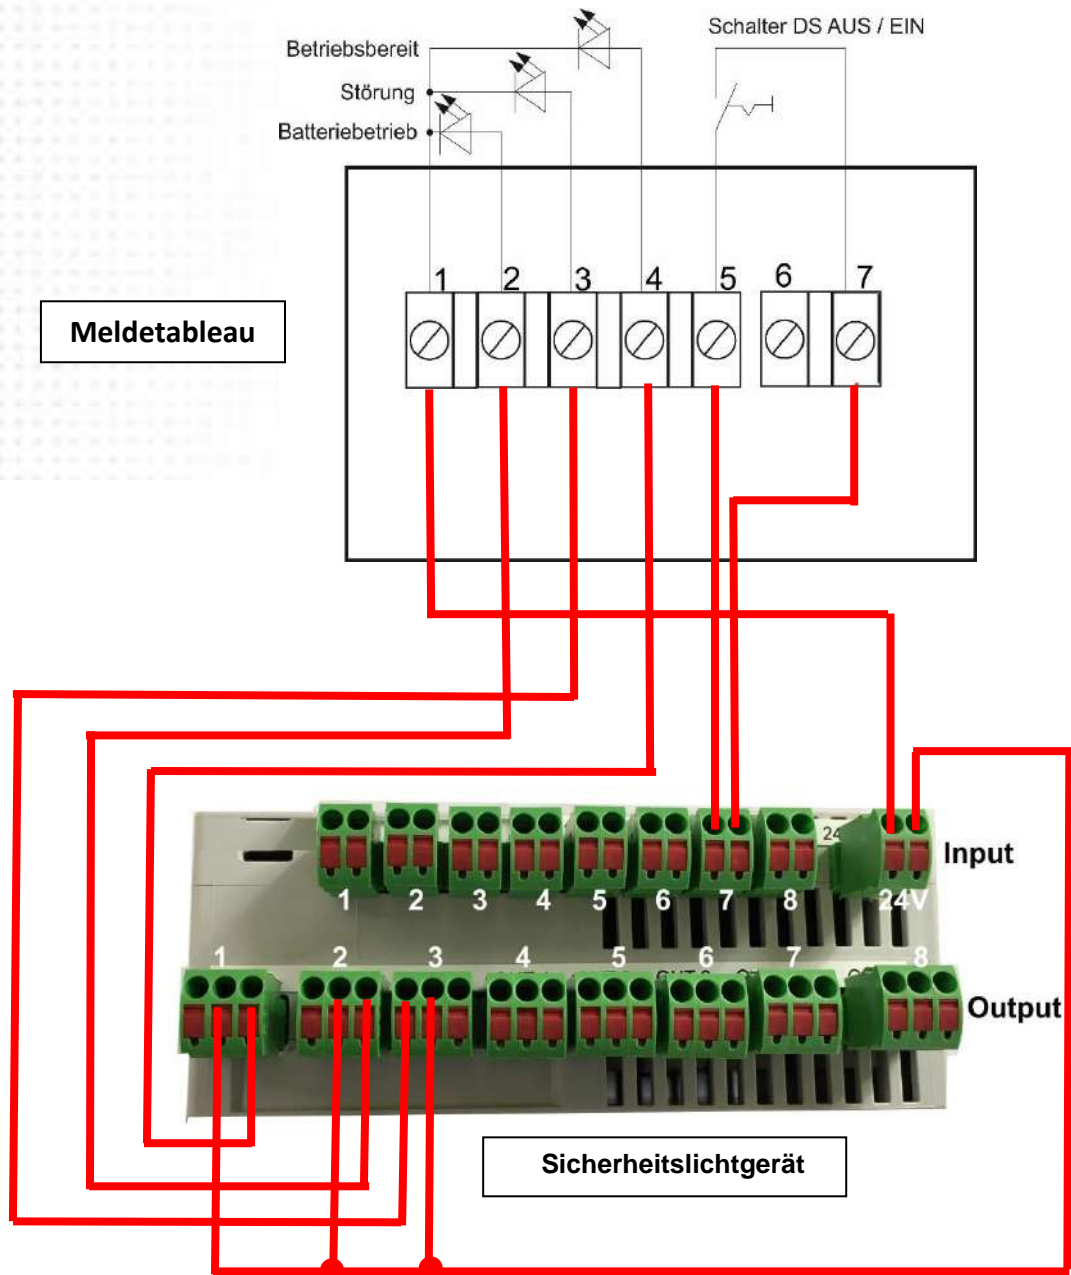 Schalter DS AUS / EIN
Betriebsbereit
Störung
Batteriebetrieb
1 2 3 4 5 6 7
Meldetableau
24
Input
1 2 3 4 5 6 7 8 24V
1 2 3 4 5 6 7 8
Output
Sicherheitslichtgerät